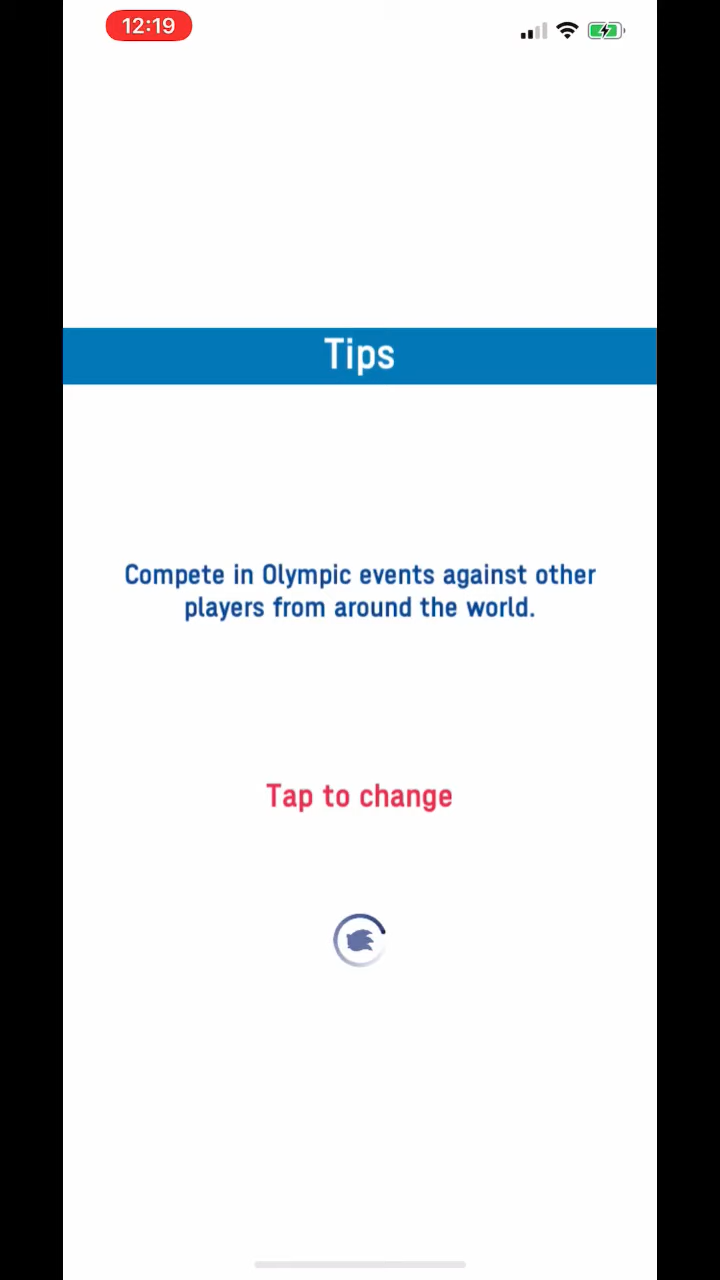 12:19
Tips
Compete in Olympic events against other
players from around the world.
Tap to change